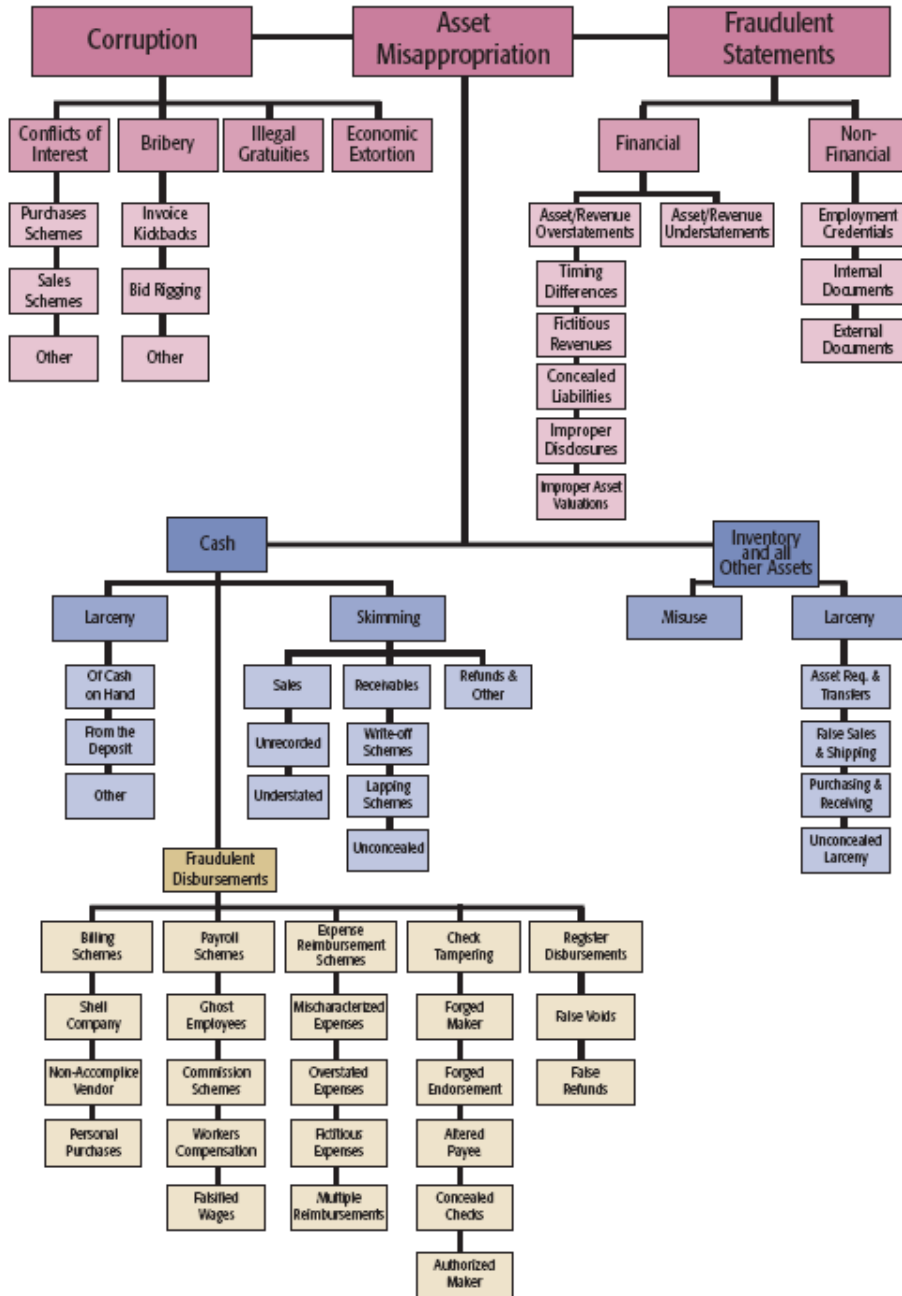 Corruption
Asset
Misappropriation
Fraudulent
Statements
Conflicts of
Interest
Bribery
Illegal
Gratuities
Economic
Extortion
Financial
Non-
Financial
Purchases
Schemes
Invoice
Kickbacks
Asset/Revenue
Overstatements
Asset/Revenue
Understatements
Employment
Credentials
Sales
Schemes
Bid Rigging
Timing
Differences
Internal
Documents
Other
Other
Fictitious
Revenues
External
Documents
Concealed
Liabilities
Improper
Disclosures
Improper Asset
Valuations
Cash
Inventory
and all
Other Assets
Larceny
Skimming
Misuse
Larceny
Of Cash
on Hand
Sales
Receivables
Refunds &
Other
Asset Req. &
Transfers
From the
Deposit
Unrecorded
Write-off
Schemes
False Sales
& Shipping
Other
Understated
Lapping
Schemes
Purchasing &
Receiving
Unconcealed
Unconcealed
Larceny
Fraudulent
Disbursements
Billing
Schemes
Payroll
Schemes
Expense
Reimbursement
Schemes
Check
Tampering
Register
Disbursements
Shell
Company
Ghost
Employees
Mischaracterized
Expenses
Forged
Maker
False Voids
Non-Accomplice
Vendor
Commission
Schemes
Overstated
Expenses
Forged
Endorsement
False
Refunds
Personal
Purchases
Workers
Compensation
Fictitious
Expenses
Altered
Payee
Falsified
Wages
Multiple
Reimbursements
Concealed
Checks
Authorized
Maker